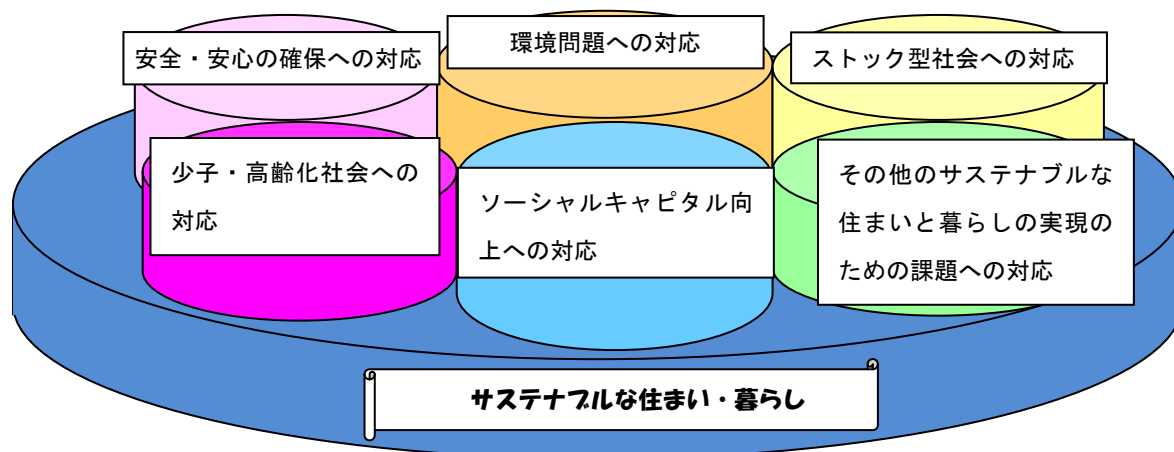 安全・安心の確保への対応
環境問題への対応
ストック型社会への対応
少子・高齢化社会への
対応
ソーシャルキャピタル向
上への対応
その他のサステナブルな
住まいと暮らしの実現の
ための課題への対応
サステナブルな住まい・暮らし